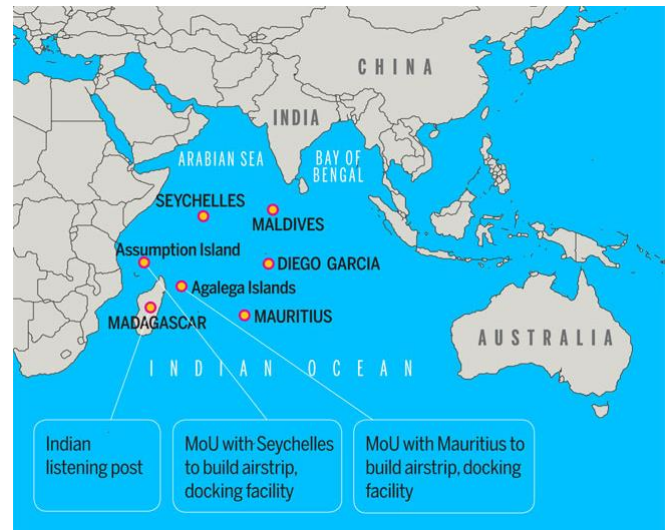 CHINA
INDIA
ARABIAN SEA
BAY OF
BENGAL
SEYCHELLES
MALDIVES
Assumption Island
DIEGO GARCIA
Agalega Islands
MADAGASCAR
MAURITIUS
AUSTRALIA
INDIAN OCEAN
Indian
listening post
MoU with Seychelles
to build airstrip,
docking facility
MoU with Mauritius to
build airstrip, docking
facility